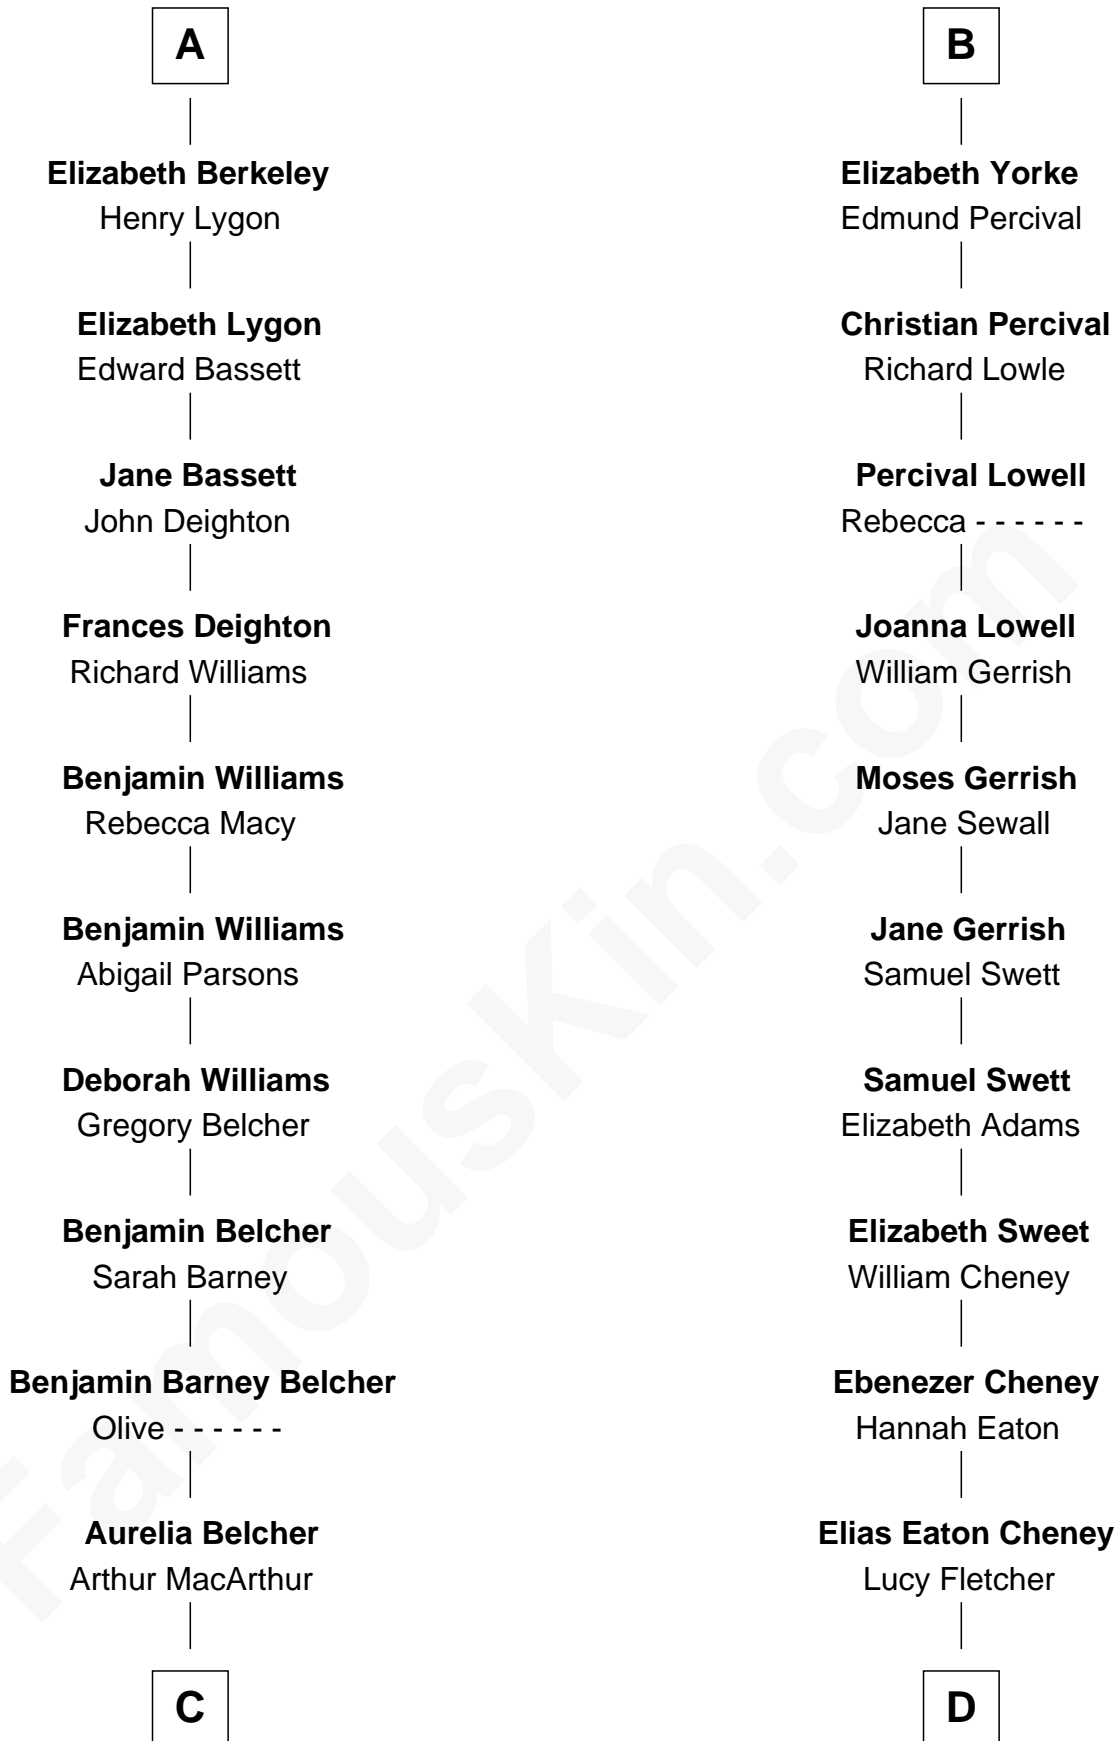 A
Elizabeth Berkeley
Henry Lygon
Elizabeth Lygon
Edward Bassett
Jane Bassett
John Deighton
Frances Deighton
Richard Williams
Benjamin Williams
Rebecca Macy
Benjamin Williams
Abigail Parsons
Deborah Williams
Gregory Belcher
Benjamin Belcher
Sarah Barney
Benjamin Barney Belcher
Olive - - - - - -
Aurelia Belcher
Arthur MacArthur
C
B
Elizabeth Yorke
Edmund Percival
Christian Percival
Richard Lowle
Percival Lowell
Rebecca - - - - - -
Joanna Lowell
William Gerrish
Moses Gerrish
Jane Sewall
Jane Gerrish
Samuel Swett
Samuel Swett
Elizabeth Adams
Elizabeth Sweet
William Cheney
Ebenezer Cheney
Hannah Eaton
Elias Eaton Cheney
Lucy Fletcher
D
FamousKin.com